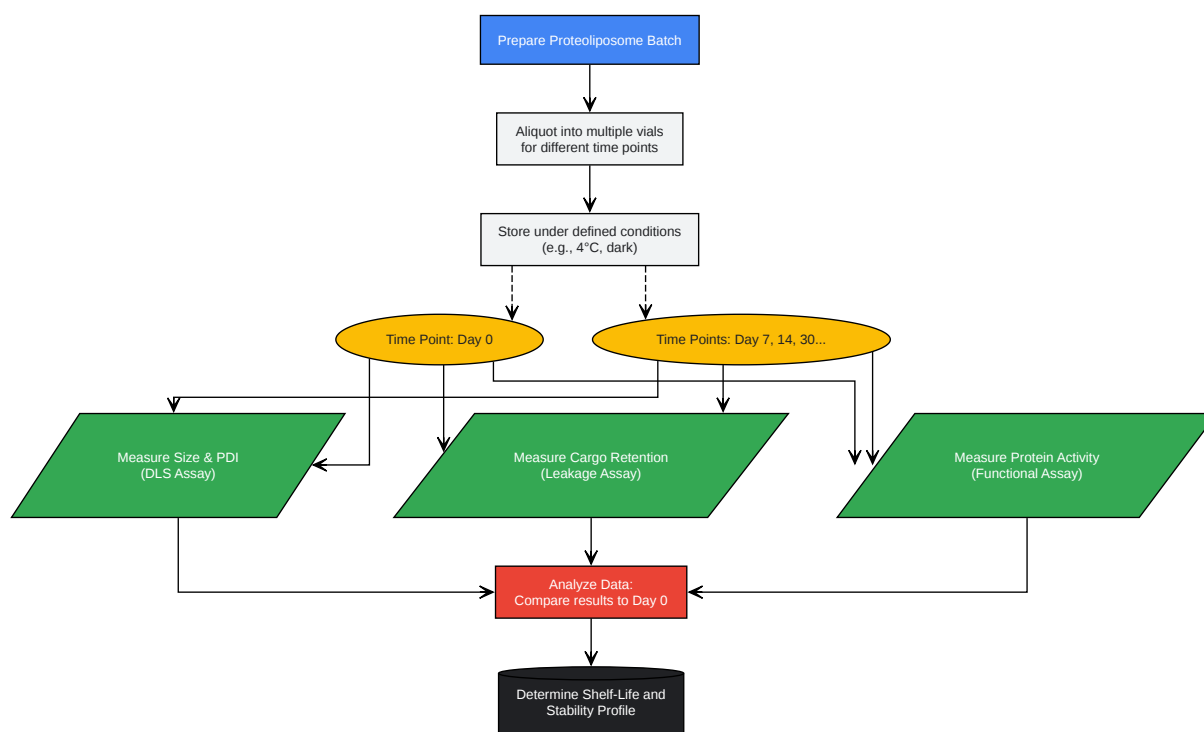 Prepare Proteoliposome Batch
Aliquot into multiple vials
for different time points
Store under defined conditions
(e.g., 4°C, dark)
Time Point: Day 0
Time Points: Day 7, 14, 30...
Measure Size & PDI
(DLS Assay)
Measure Cargo Retention
(Leakage Assay)
Measure Protein Activity
(Functional Assay)
Analyze Data:
Compare results to Day 0
Determine Shelf-Life and
Stability Profile